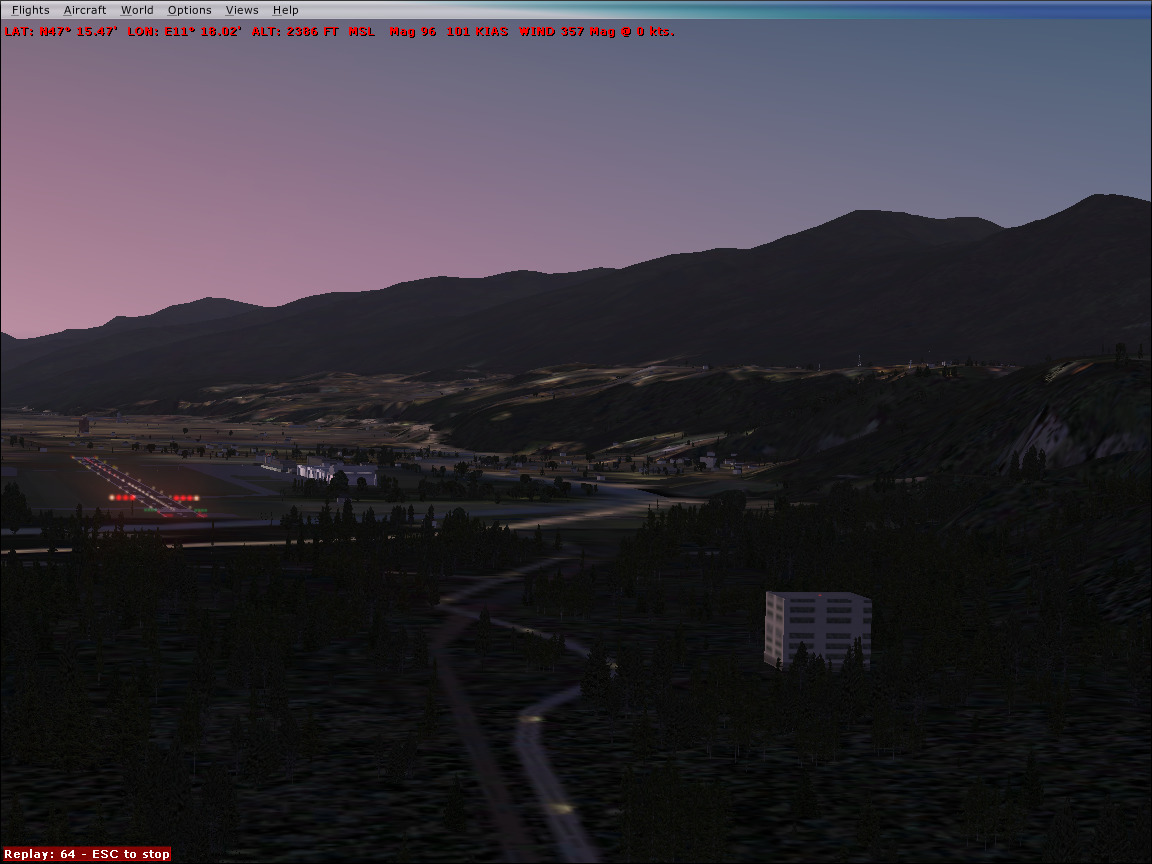 Flights Aircraft World Options Views Help
LAT: N47° 15.47' LON: E11° 18.02' ALT: 2386 FT MSL Mag 96 101 KIAS WIND 357 Mag @ 0 kts.
Replay: 64 - ESC to stop